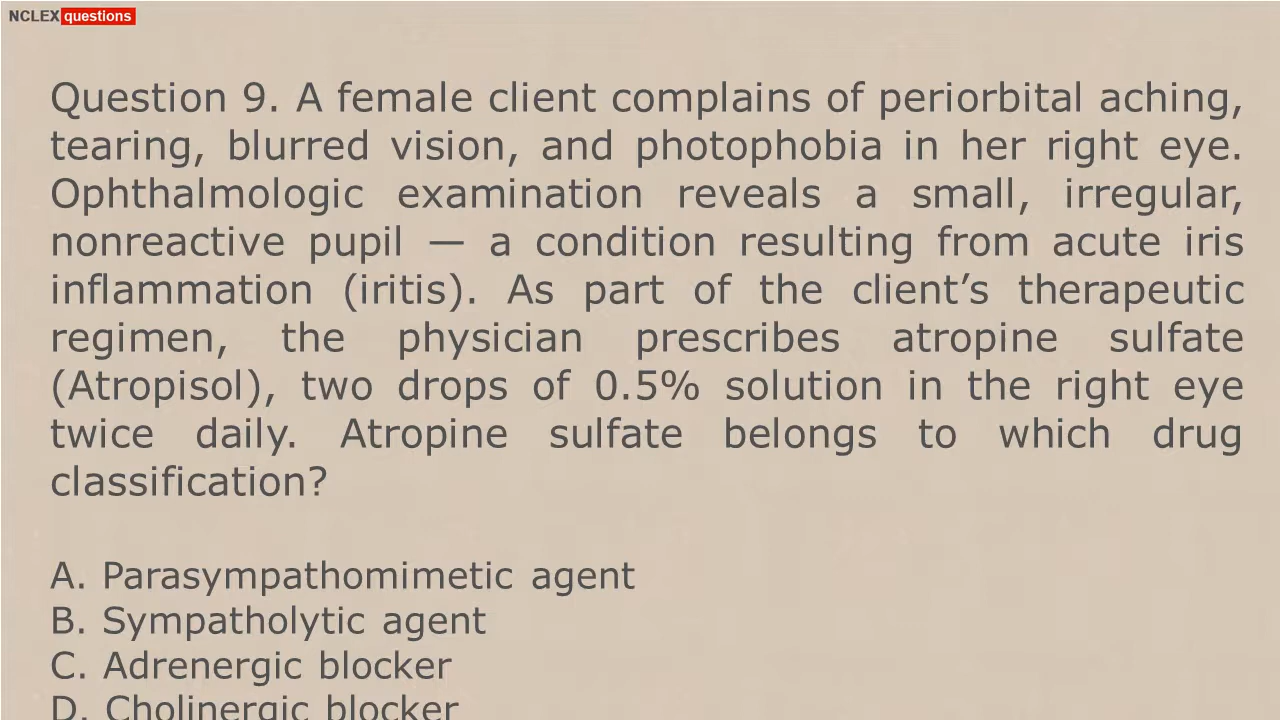 NCLEX questions
Question 9. A female client complains of periorbital aching,
tearing, blurred vision, and photophobia in her right eye.
Ophthalmologic examination reveals a small, irregular,
nonreactive pupil — a condition resulting from acute iris
inflammation (iritis). As part of the client’s therapeutic
regimen, the physician prescribes atropine sulfate
(Atropisol), two drops of 0.5% solution in the right eye
twice daily. Atropine sulfate belongs to which drug
classification?
A. Parasympathomimetic agent
B. Sympatholytic agent
C. Adrenergic blocker
D. Cholinergic blocker